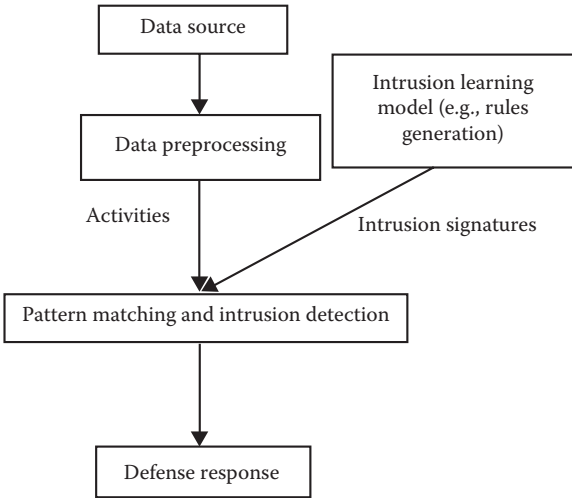 Data source
Intrusion learning
model (e.g., rules
generation)
Data preprocessing
Activities
Intrusion signatures
Pattern matching and intrusion detection
Defense response